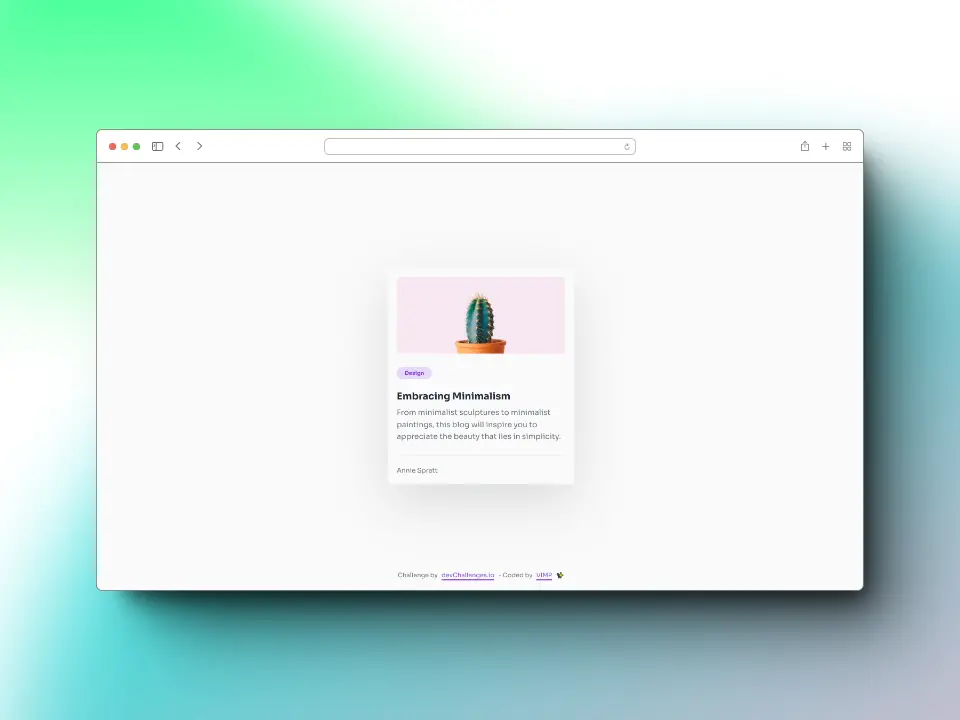 Design
Embracing Minimalism
From minimalist sculptures to minimalist
paintings, this blog will inspire you to
appreciate the beauty that lies in simplicity.
Annie Spratt
Challenge by devChallenges.io - Coded by VIMP